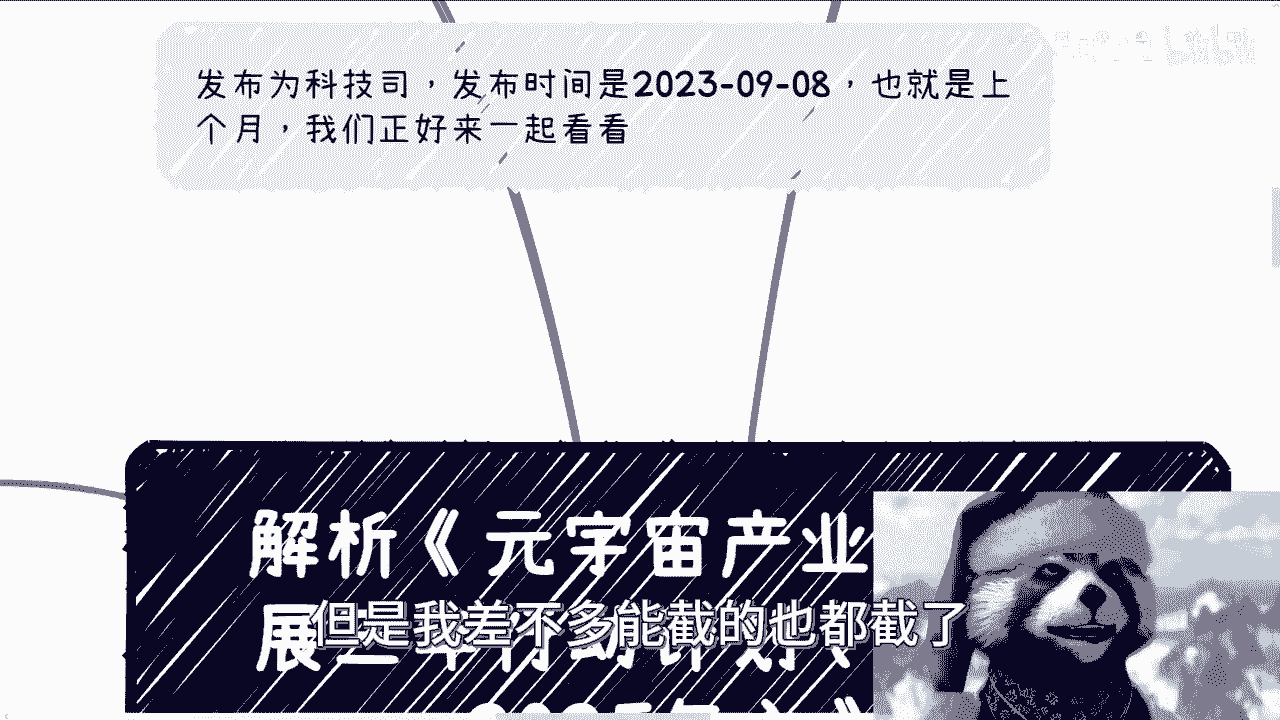 发布为科技司，发布时间是2023-09-08，也就是上
个月，我们正好来一起看看
解析《元宇宙产业
展
但是我差不多能截的也都截了